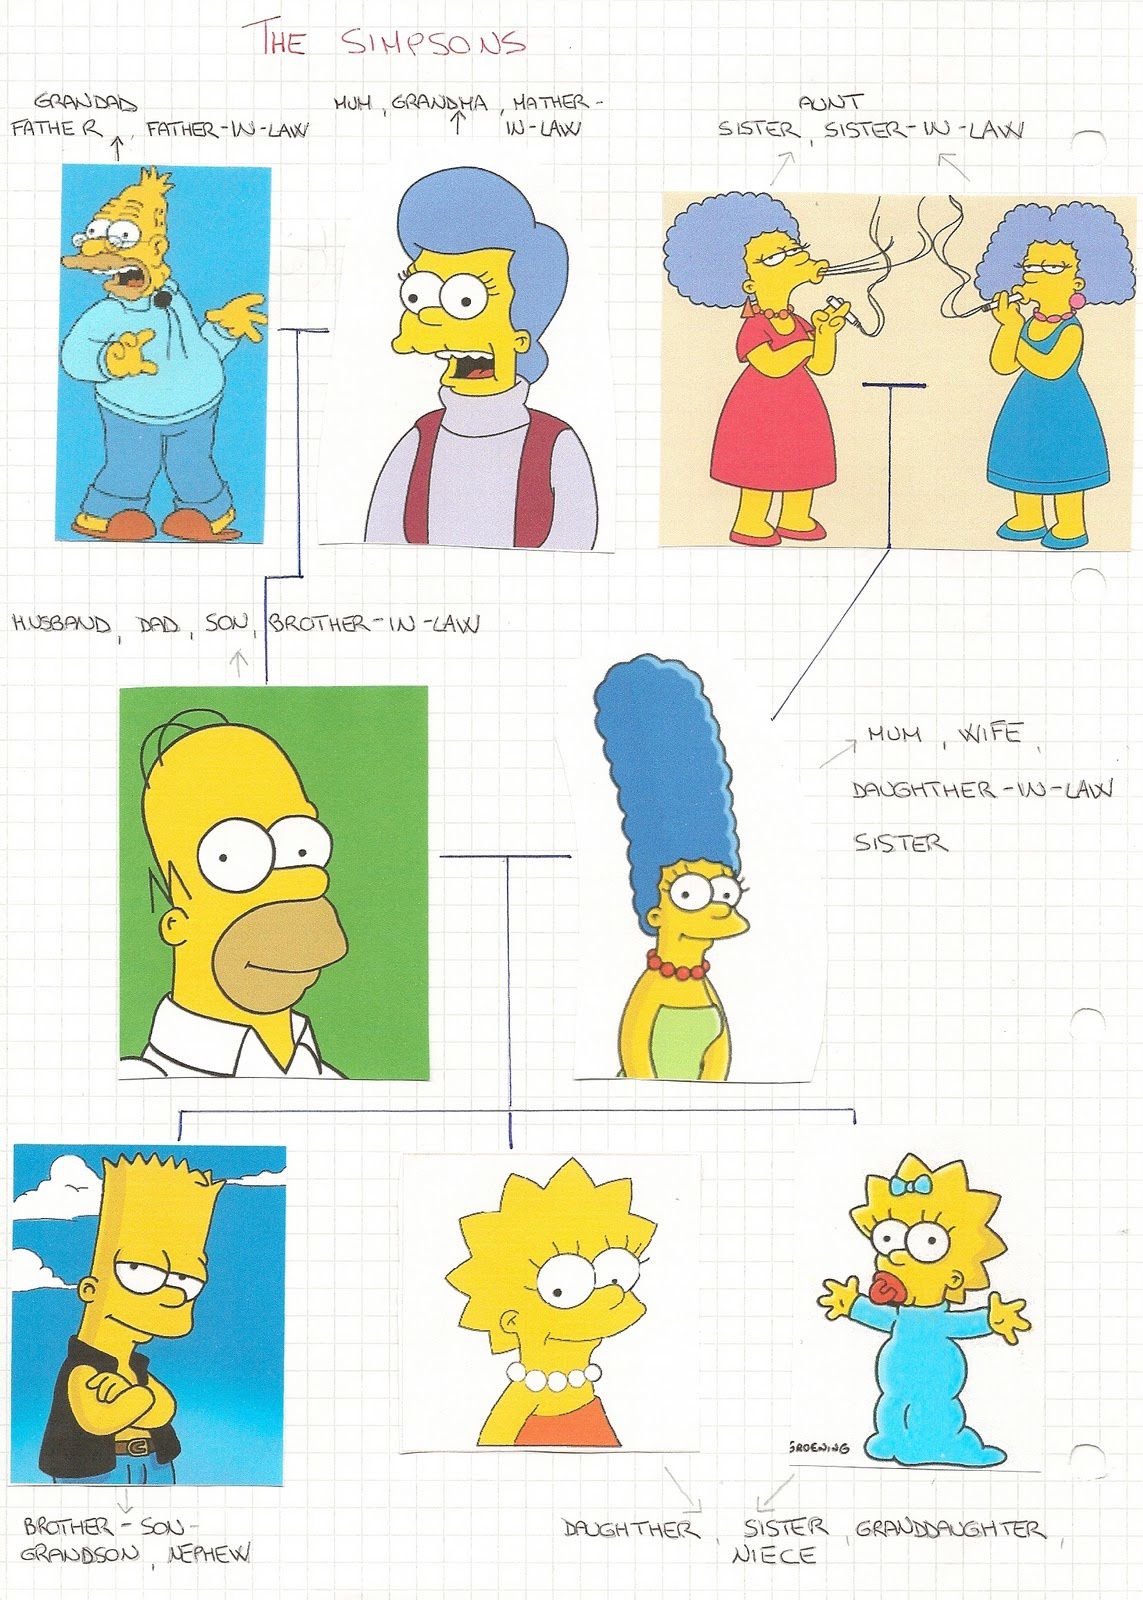 THE SIMPSONS
GRANDAD
FATHER, FATHER-IN-LAW
MUM, GRANDMA, MATHER-
IN-LAW
AUNT
SISTER, SISTER-IN-LAW
HUSBAND, DAD, SON, BROTHER-IN-LAW
MUM, WIFE,
DAUGHTHER-IN-LAW
SISTER
GROENING
BROTHER-SON-
GRANDSON, NEPHEW
DAUGHTHER, SISTER, GRANDDAUGHTER,
NIECE